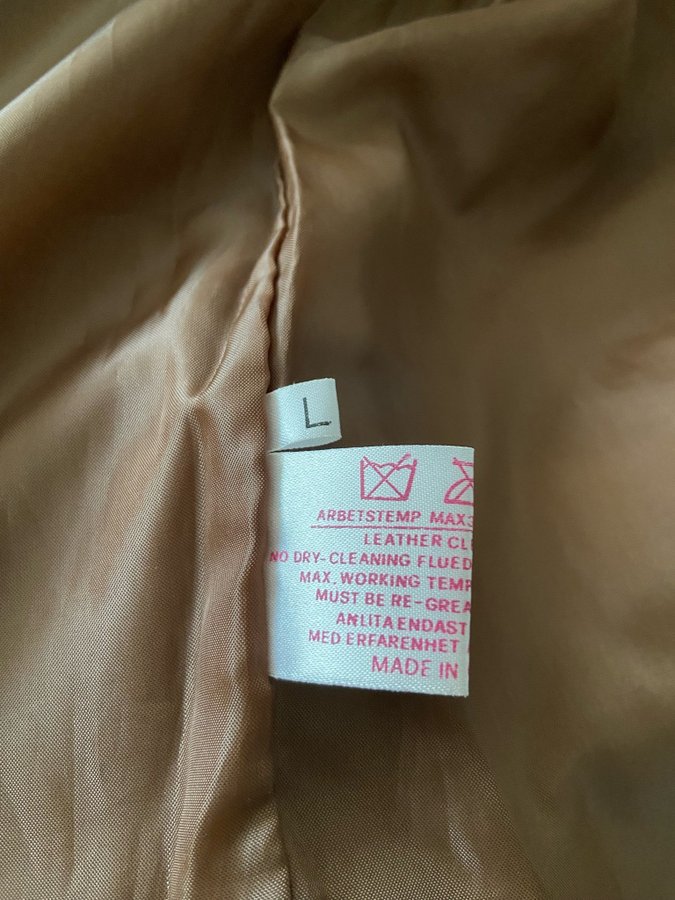 L
ARBETSTEMP MAX 3
LEATHER CL
NO DRY-CLEANING FLUED
MAX. WORKING TEMP
MUST BE RE-GREA
ANLITA ENDAST
MED ERFARENHET
MADE IN